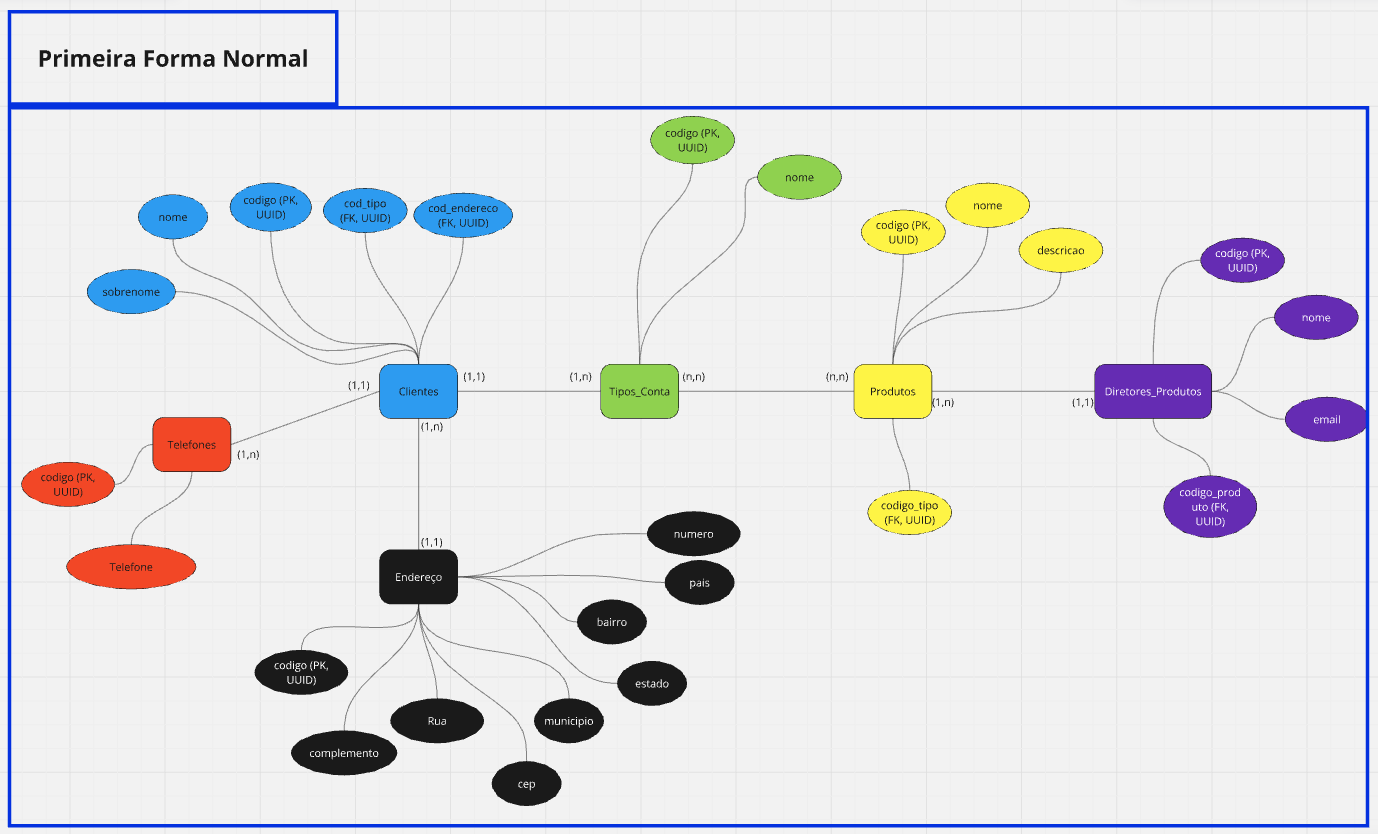 Primeira Forma Normal
codigo (PK,
UUID)
nome
nome
codigo (PK,
UUID)
cod_tipo
(FK, UUID)
cod_endereco
(FK, UUID)
sobrenome
codigo (PK,
UUID)
nome
descricao
codigo (PK,
UUID)
nome
email
codigo_prod
uto (FK,
UUID)
(1,1)
Clientes
(1,1)
(1,n)
(1,n)
Tipos_Conta
(n,n)
(n,n)
Produtos
(1,n)
(1,1)
Diretores_Produtos
Telefones
(1,n)
codigo (PK,
UUID)
Telefone
codigo_tipo
(FK, UUID)
(1,1)
Endereço
numero
pais
bairro
estado
codigo (PK,
UUID)
Rua
municipio
complemento
cep